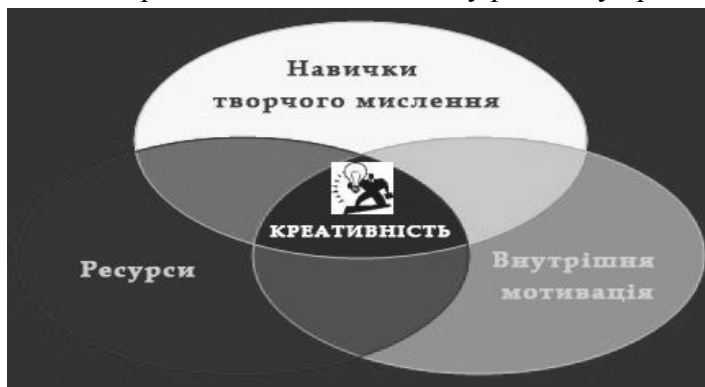 Навички
творчого мислення
КРЕАТИВНІСТЬ
Ресурси
Внутрішня
мотивація